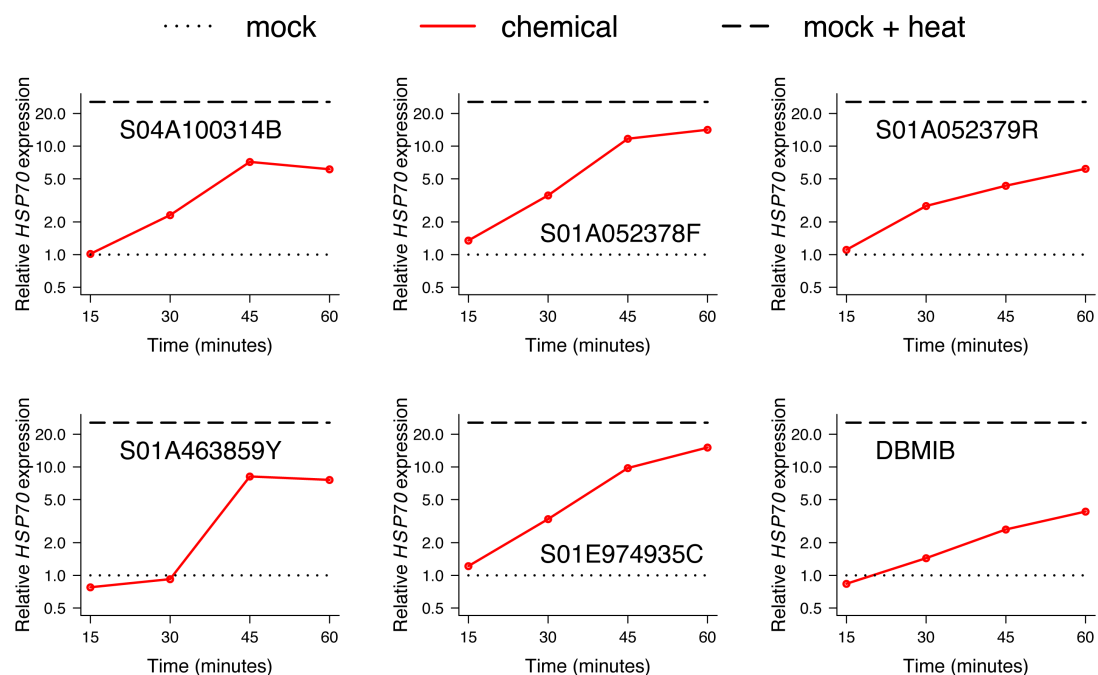 mock chemical mock + heat
Relative HSP70 expression
20.0
10.0
5.0
2.0
1.0
0.5
S04A100314B
15 30 45 60
Time (minutes)
Relative HSP70 expression
20.0
10.0
5.0
2.0
1.0
0.5
S01A052378F
15 30 45 60
Time (minutes)
Relative HSP70 expression
20.0
10.0
5.0
2.0
1.0
0.5
S01A052379R
15 30 45 60
Time (minutes)
Relative HSP70 expression
20.0
10.0
5.0
2.0
1.0
0.5
S01A463859Y
15 30 45 60
Time (minutes)
Relative HSP70 expression
20.0
10.0
5.0
2.0
1.0
0.5
S01E974935C
15 30 45 60
Time (minutes)
Relative HSP70 expression
20.0
10.0
5.0
2.0
1.0
0.5
DBMIB
15 30 45 60
Time (minutes)